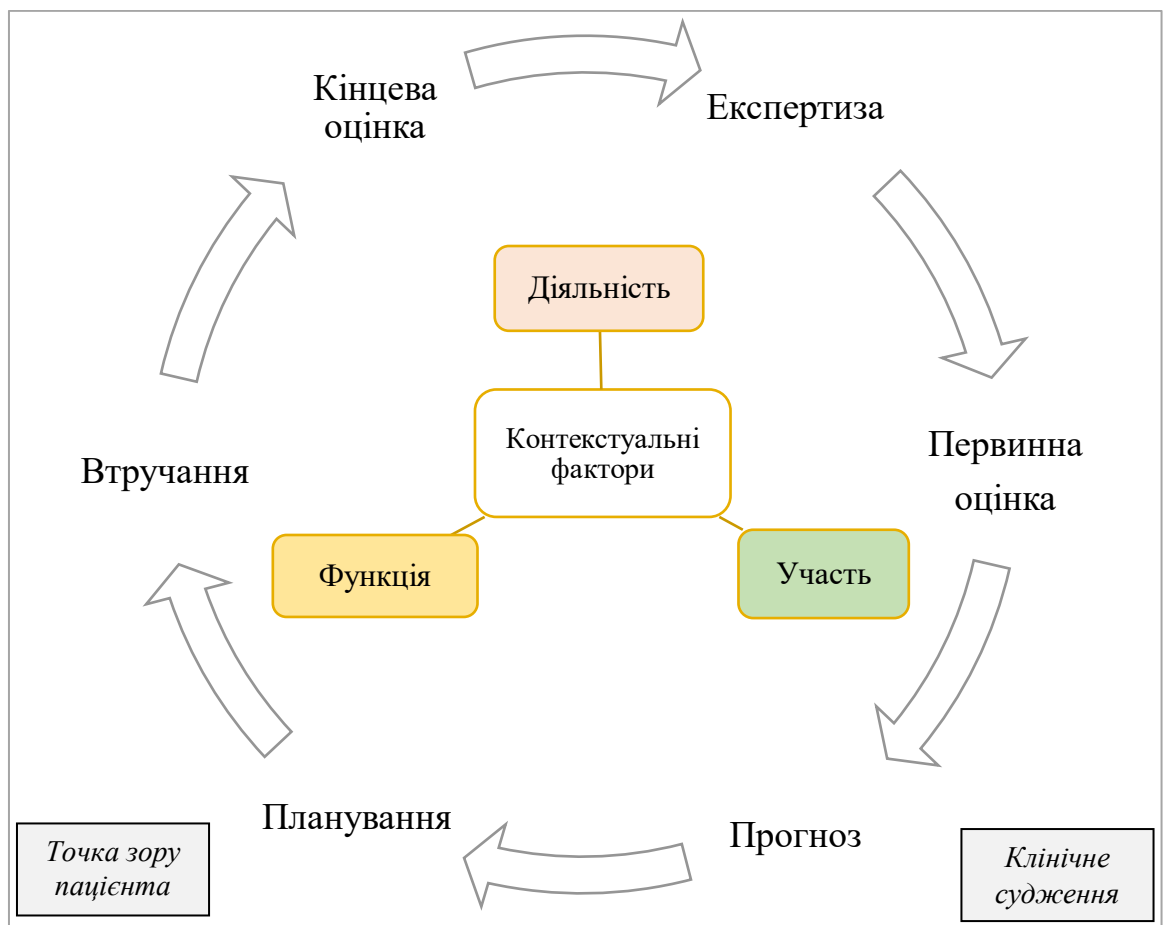 Кінцева
оцінка
Експертиза
Діяльність
Контекстуальні
фактори
Первинна
оцінка
Втручання
Функція
Участь
Планування
Прогноз
Точка зору
пацієнта
Клінічне
судження